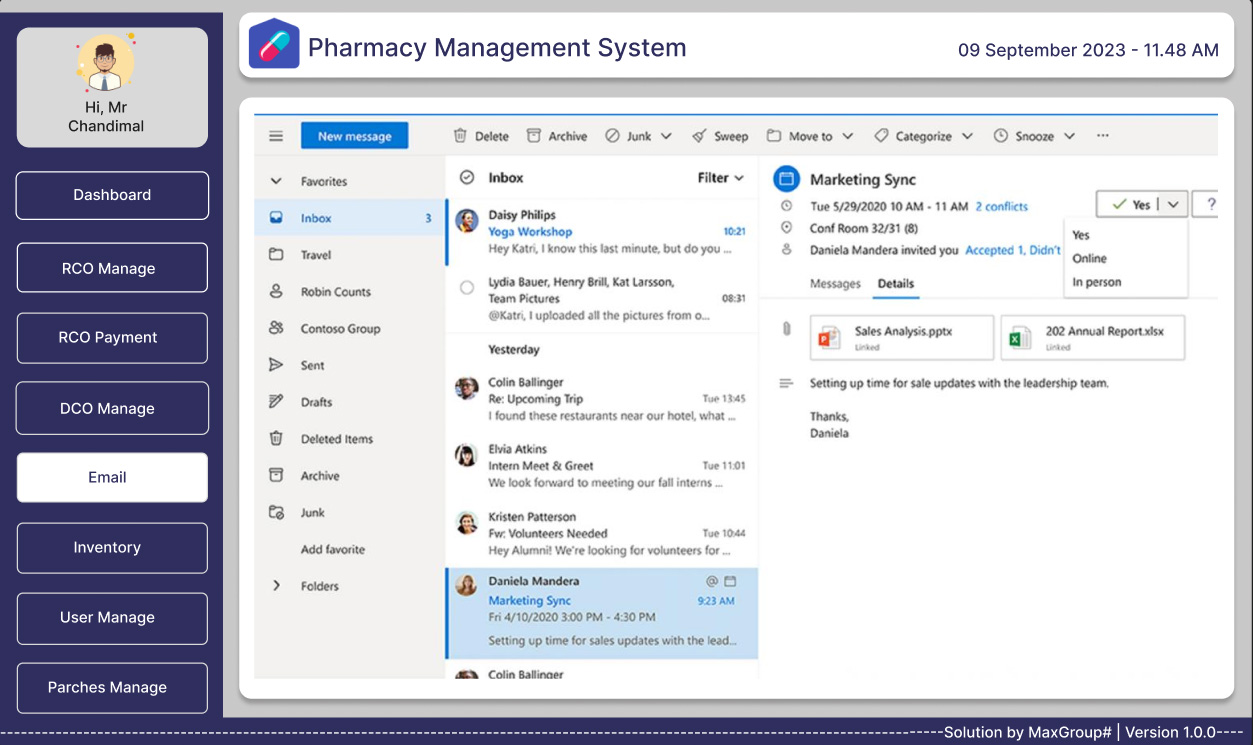 Hi, Mr
Chandimal
Dashboard
RCO Manage
RCO Payment
DCO Manage
Email
Inventory
User Manage
Parches Manage
Pharmacy Management System
09 September 2023 - 11.48 AM
New message
Delete
Archive
Junk
Sweep
Move to
Categorize
Snooze
...
Favorites
Inbox 3
Travel
Robin Counts
Contoso Group
Sent
Drafts
Deleted Items
Archive
Junk
Add favorite
Folders
Inbox
Filter
Daisy Philips
Yoga Workshop 10:21
Hey Katri, I know this last minute, but do you ...
Lydia Bauer, Henry Brill, Kat Larsson,
Team Pictures 08:31
@Katri, I uploaded all the pictures from o...
Yesterday
Colin Ballinger
Re: Upcoming Trip Tue 13:45
I found these restaurants near our hotel, what ...
Elvia Atkins
Intern Meet & Greet Tue 11:01
We look forward to meeting our fall interns ...
Kristen Patterson
Fw: Volunteers Needed Tue 10:44
Hey Alumni! We're looking for volunteers for ...
Daniela Mandera @
Marketing Sync 9:23 AM
Fri 4/10/2020 3:00 PM - 4:30 PM
Setting up time for sales updates with the lead...
Colin Ballinger
Marketing Sync
Tue 5/29/2020 10 AM - 11 AM 2 conflicts
Conf Room 32/31 (8)
Daniela Mandera invited you Accepted 1, Didn't
Yes
?
Yes
Online
In person
Messages Details
Sales Analysis.pptx
Linked
202 Annual Report.xlsx
Linked
Setting up time for sale updates with the leadership team.
Thanks,
Daniela
-----Solution by MaxGroup# | Version 1.0.0----